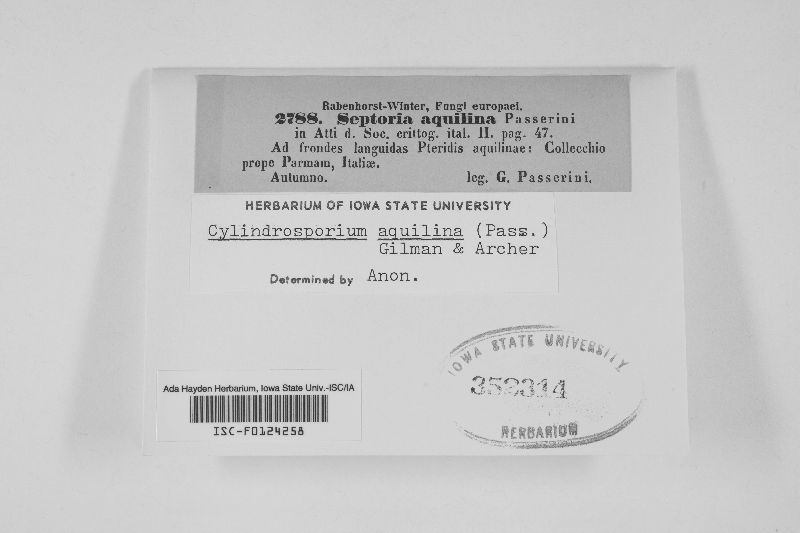 Rabenhorst-Winter, Fungi europaei.
2788. Septoria aquilina Passerini
in Atti d. Soc. crittog. ital. II. pag. 47.
Ad frondes languidas Pteridis aquilinae: Collecchio
prope Parmam, Italiæ.
Autumno. leg. G. Passerini.
HERBARIUM OF IOWA STATE UNIVERSITY
Cylindrosporium aquilina (Pass.)
Gilman & Archer
Determined by Anon.
Ada Hayden Herbarium, Iowa State Univ.-ISC/IA
ISC-F0124258
IOWA STATE UNIVERSITY
352314
HERBARIUM